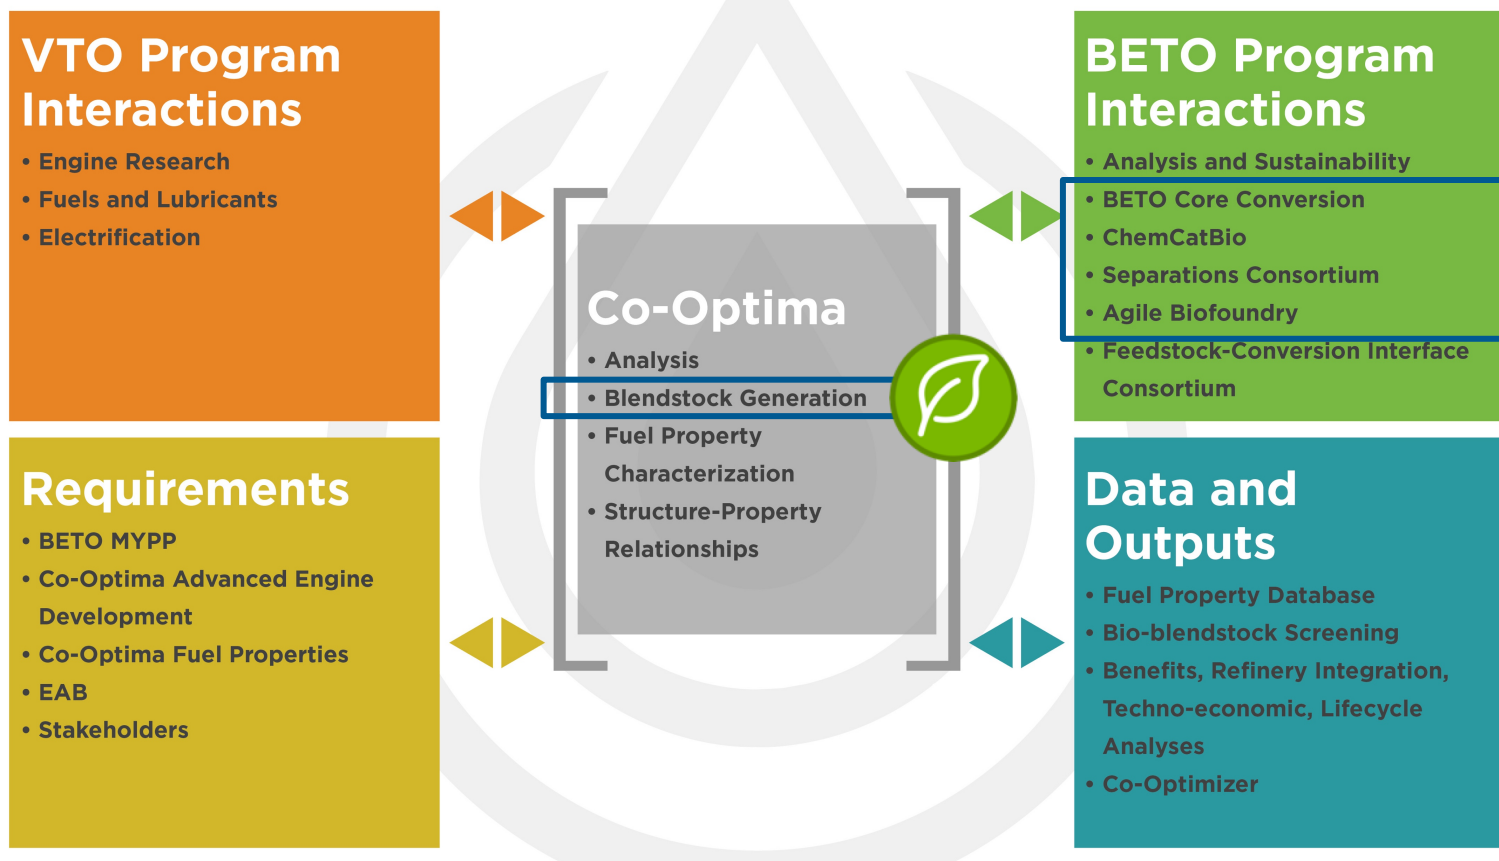 VTO Program
Interactions
• Engine Research
• Fuels and Lubricants
• Electrification
Requirements
• BETO MYPP
• Co-Optima Advanced Engine
Development
• Co-Optima Fuel Properties
• EAB
• Stakeholders
Co-Optima
• Analysis
• Blendstock Generation
• Fuel Property
Characterization
• Structure-Property
Relationships
BETO Program
Interactions
• Analysis and Sustainability
• BETO Core Conversion
• ChemCatBio
• Separations Consortium
• Agile Biofoundry
• Feedstock-Conversion Interface
Consortium
Data and
Outputs
• Fuel Property Database
• Bio-blendstock Screening
• Benefits, Refinery Integration,
Techno-economic, Lifecycle
Analyses
• Co-Optimizer